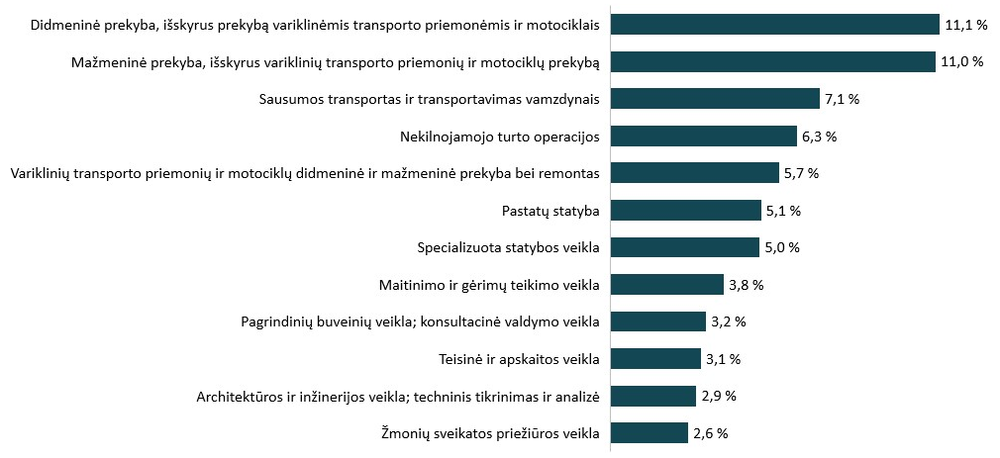 Didmeninė prekyba, išskyrus prekybą variklinėmis transporto priemonėmis ir motociklais 11,1 %
Mažmeninė prekyba, išskyrus variklinių transporto priemonių ir motociklų prekybą 11,0 %
Sausumos transportas ir transportavimas vamzdynais 7,1 %
Nekilnojamojo turto operacijos 6,3 %
Variklinių transporto priemonių ir motociklų didmeninė ir mažmeninė prekyba bei remontas 5,7 %
Pastatų statyba 5,1 %
Specializuota statybos veikla 5,0 %
Maitinimo ir gėrimų teikimo veikla 3,8 %
Pagrindinių buveinių veikla; konsultacinė valdymo veikla 3,2 %
Teisinė ir apskaitos veikla 3,1 %
Architektūros ir inžinerijos veikla; techninis tikrinimas ir analizė 2,9 %
Žmonių sveikatos priežiūros veikla 2,6 %